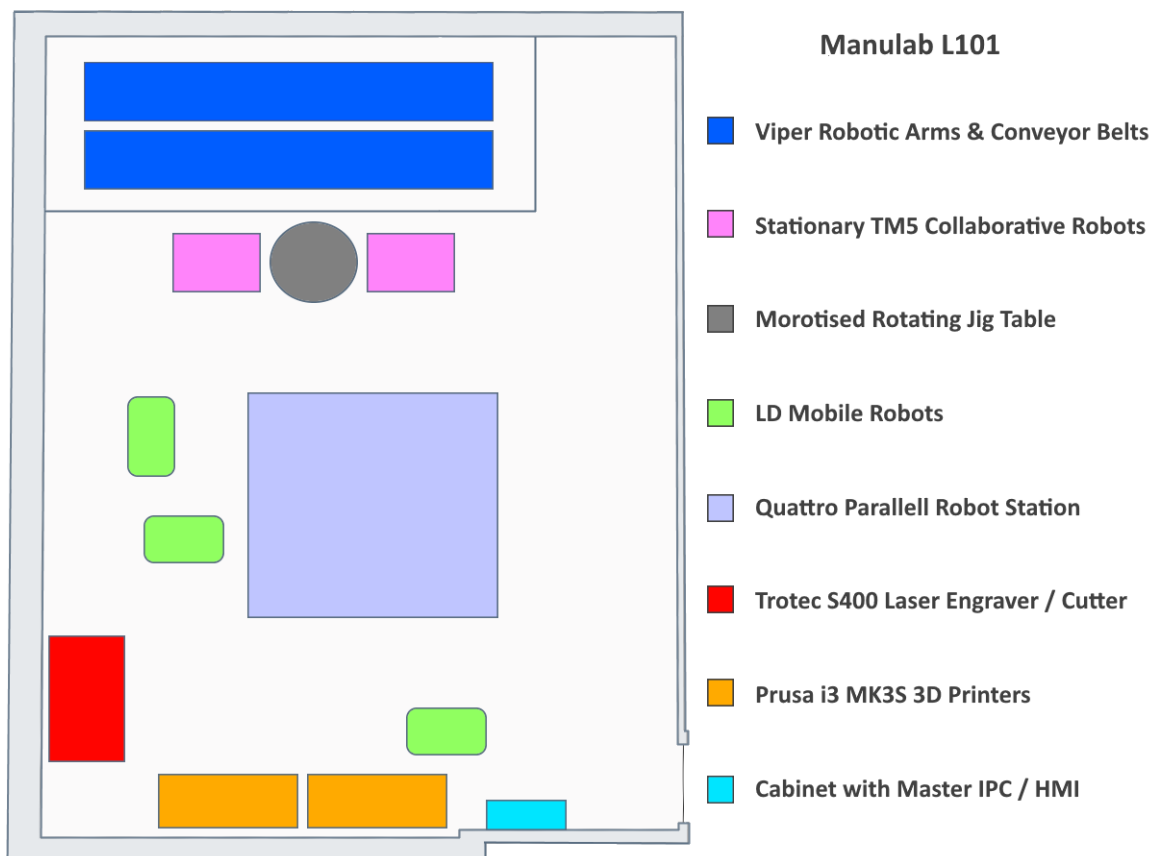 Manulab L101
Viper Robotic Arms & Conveyor Belts
Stationary TM5 Collaborative Robots
Morotised Rotating Jig Table
LD Mobile Robots
Quattro Parallell Robot Station
Trotec S400 Laser Engraver / Cutter
Prusa i3 MK3S 3D Printers
Cabinet with Master IPC / HMI